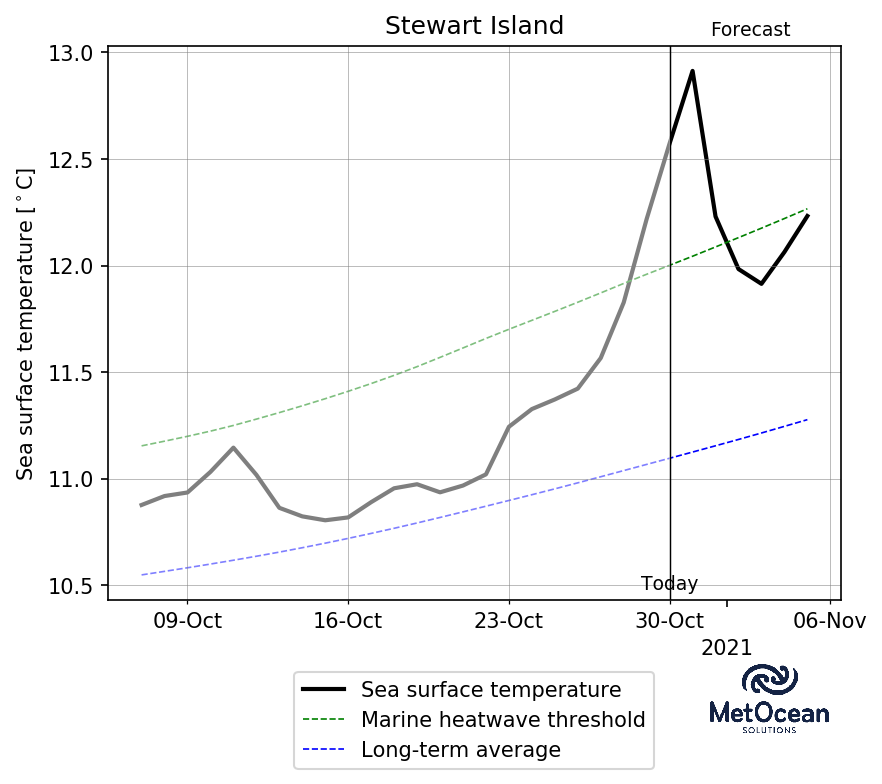 Stewart Island
Forecast
Sea surface temperature [°C]
13.0
12.5
12.0
11.5
11.0
10.5
Today
09-Oct 16-Oct 23-Oct 30-Oct 06-Nov
2021
Sea surface temperature
Marine heatwave threshold
Long-term average
MetOcean
SOLUTIONS